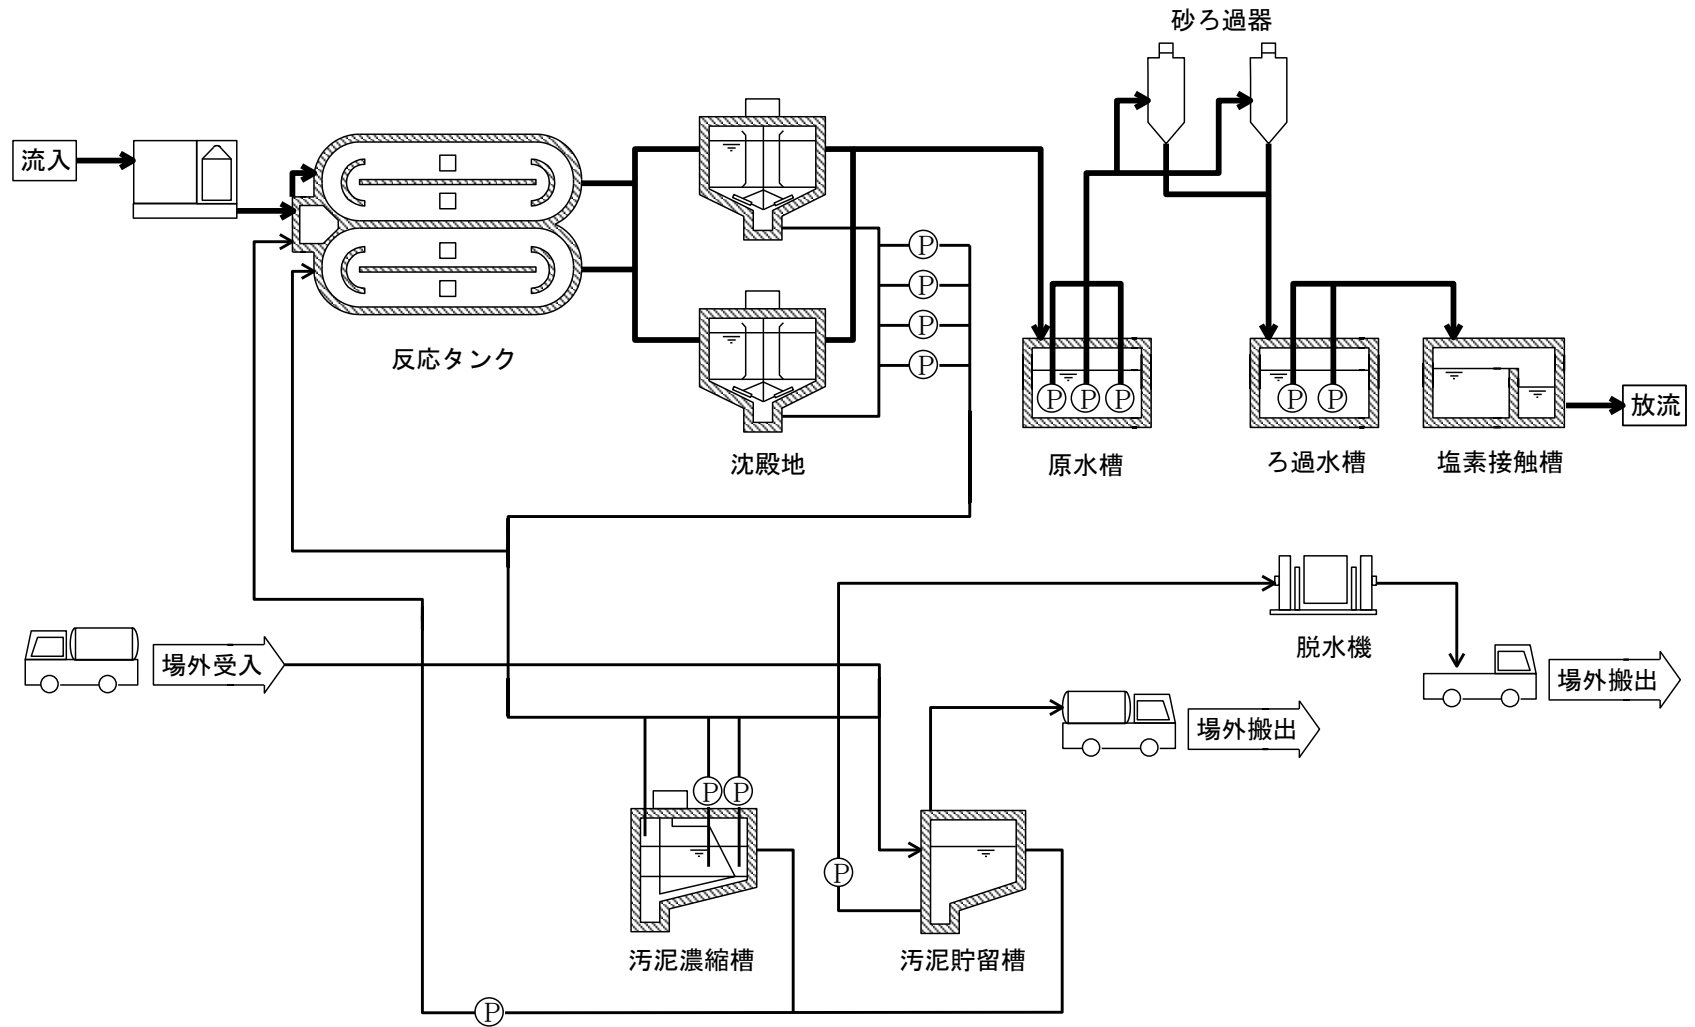 砂ろ過器
流入
P
P
P
P
反応タンク
P
P
P
P
P
放流
沈殿地
原水槽
ろ過水槽
塩素接触槽
脱水機
場外受入
場外搬出
場外搬出
P
P
P
汚泥濃縮槽
汚泥貯留槽
P